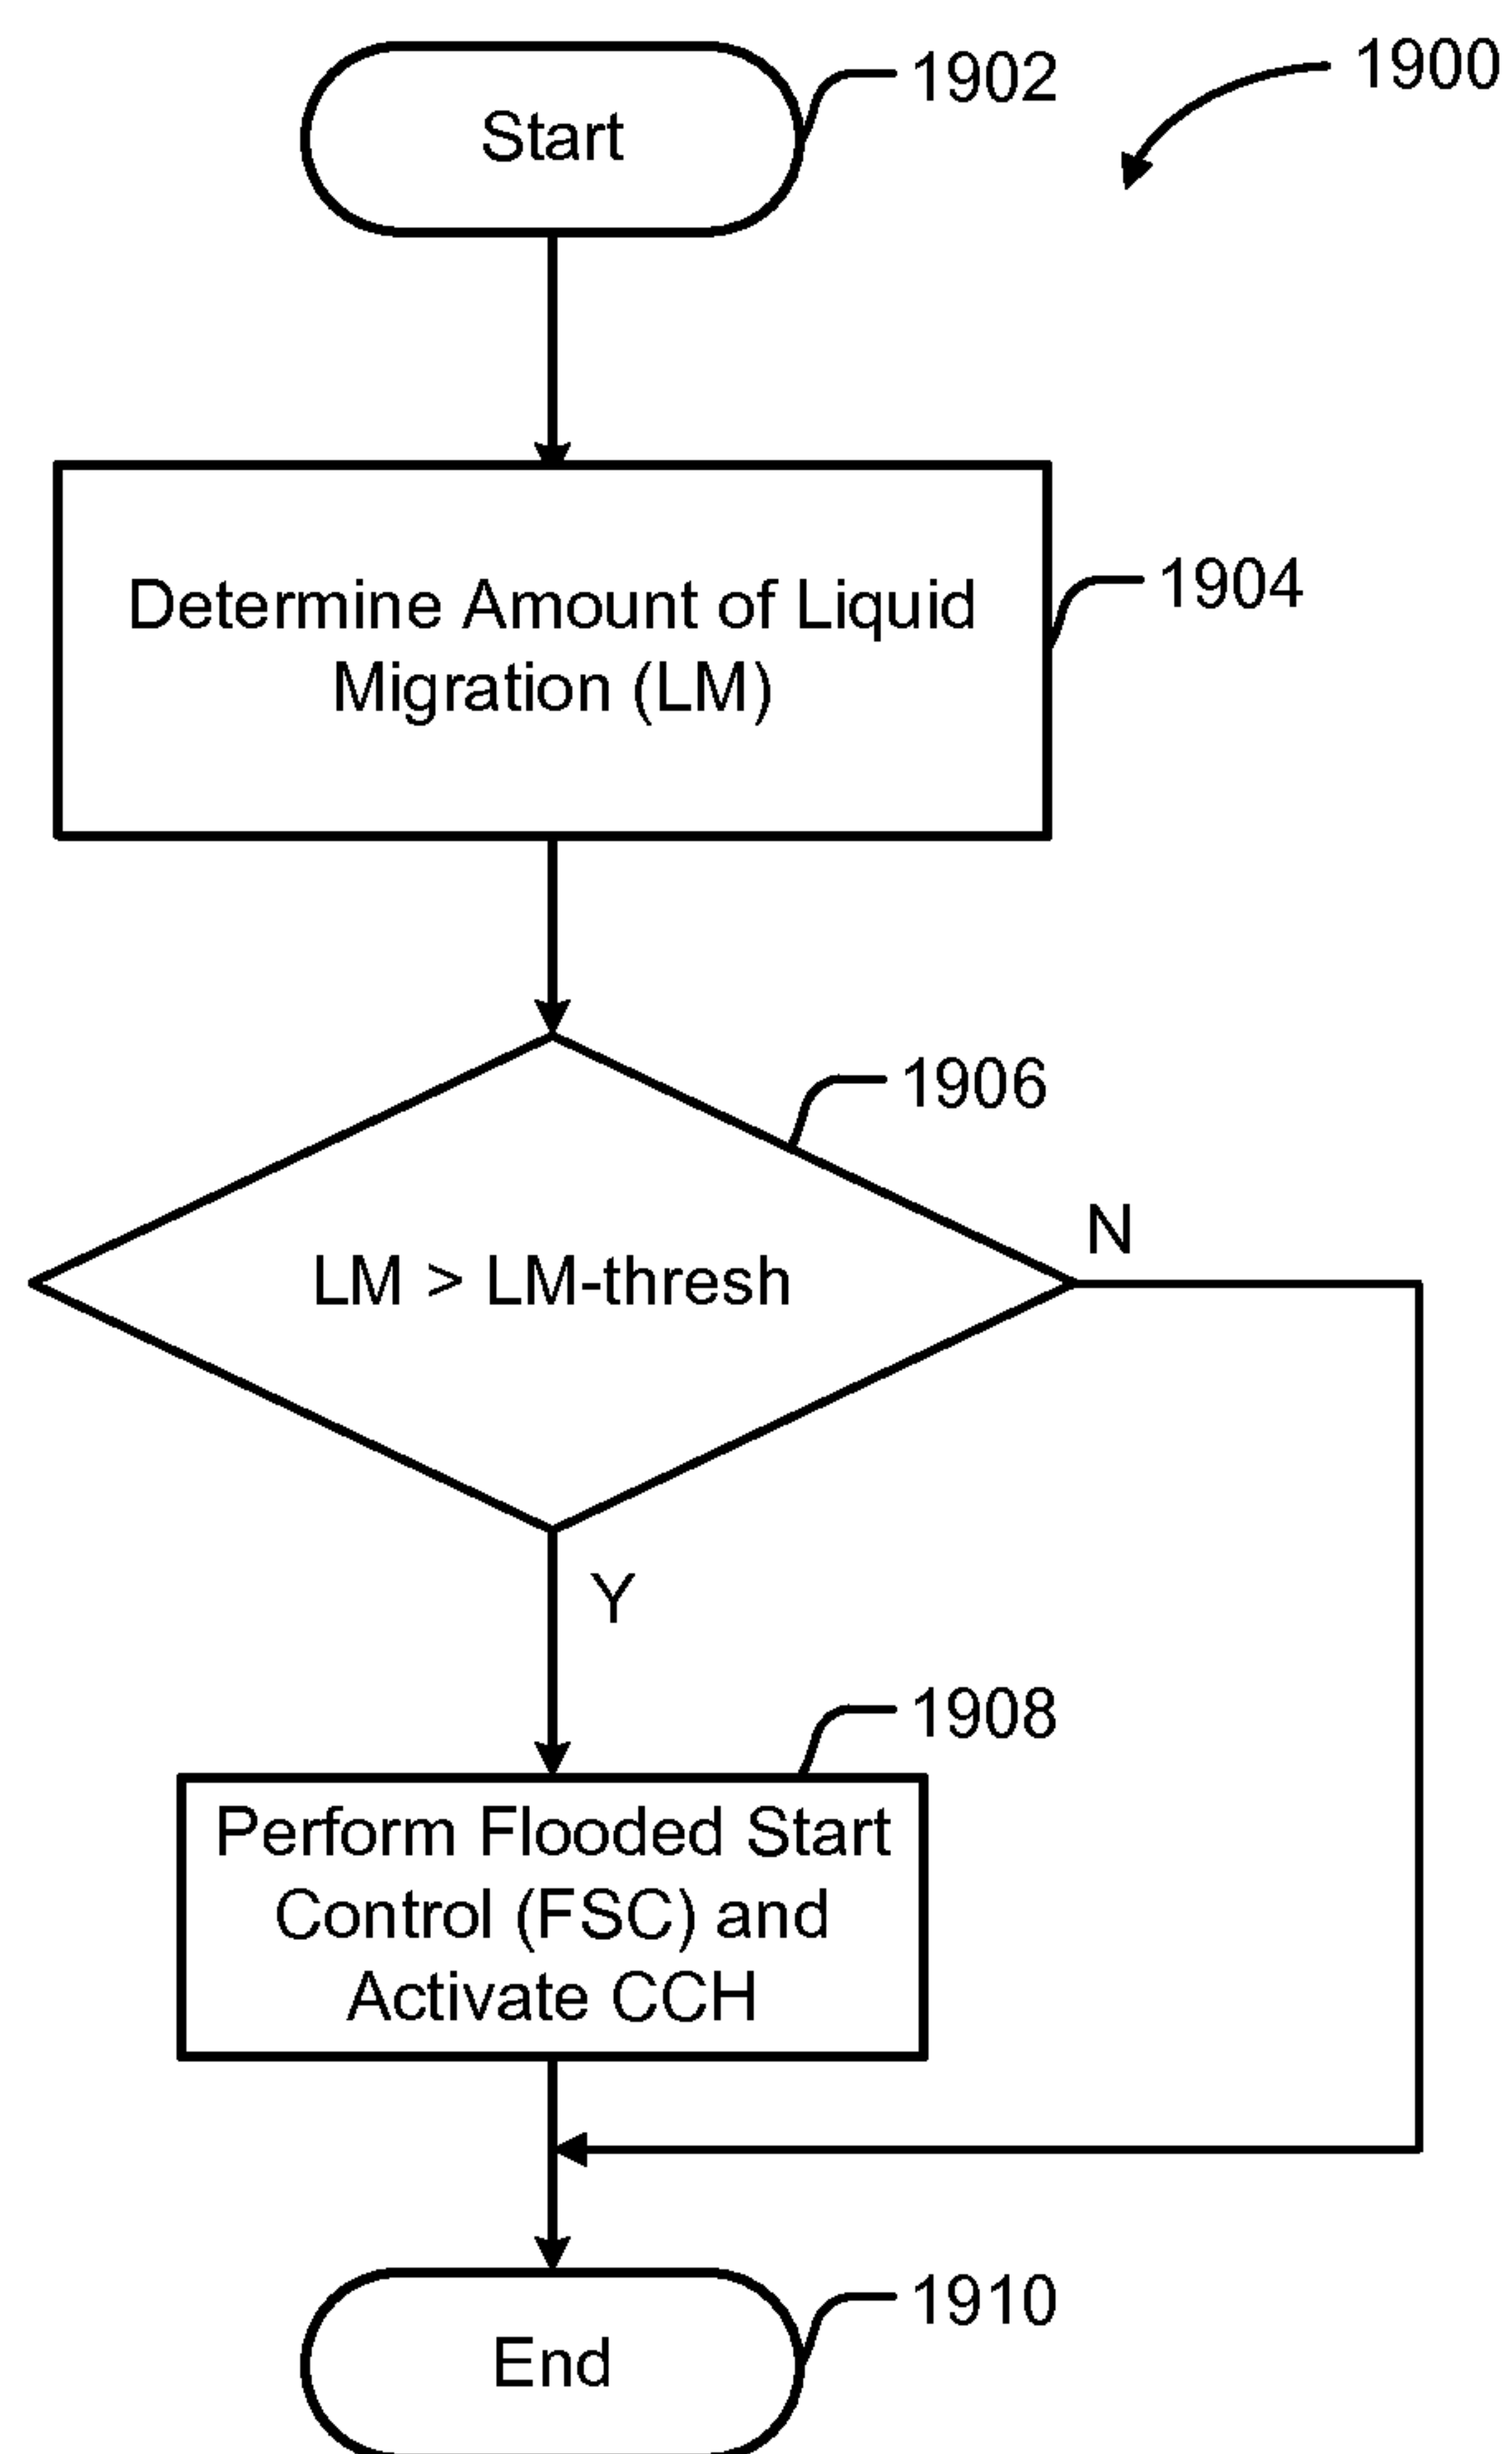 1902
1900
Start
1904
Determine Amount of Liquid
Migration (LM)
1906
N
LM > LM-thresh
Y
1908
Perform Flooded Start
Control (FSC) and
Activate CCH
1910
End